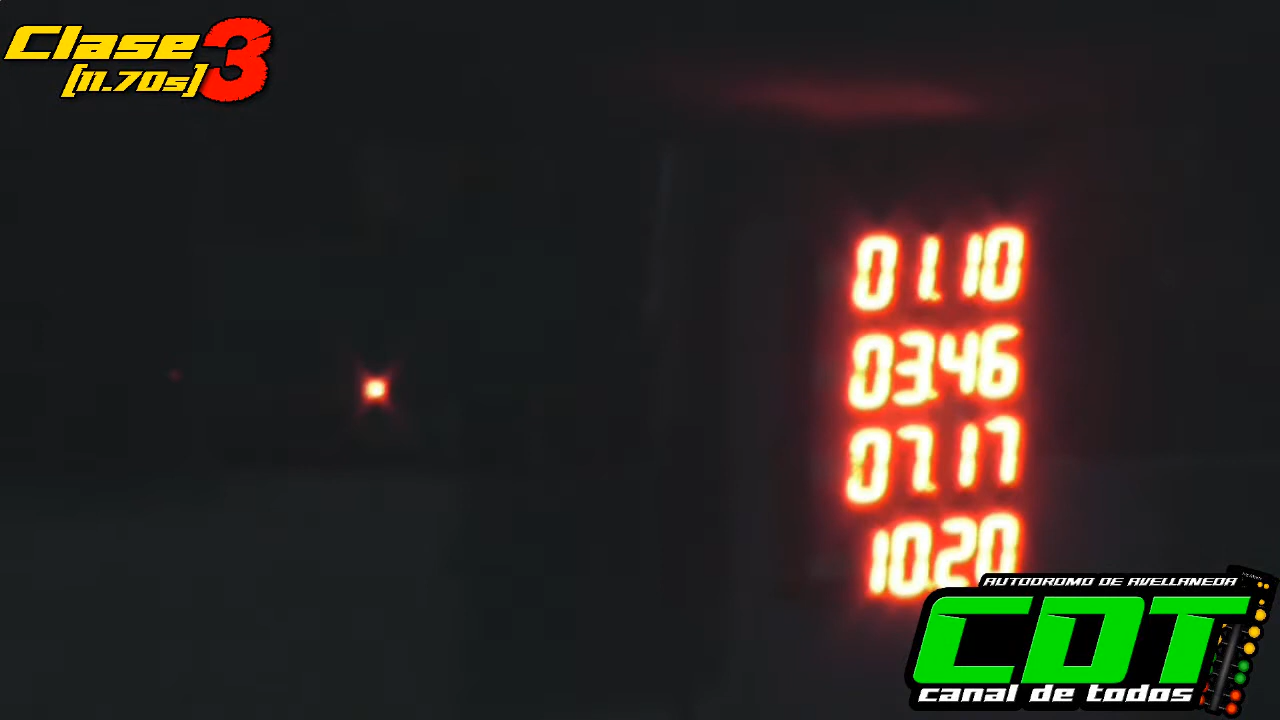 Clase 3
[11.70s]
01.10
03.46
07.17
10.20
AUTODROMO DE AVELLANEDA
CDT
canal de todos